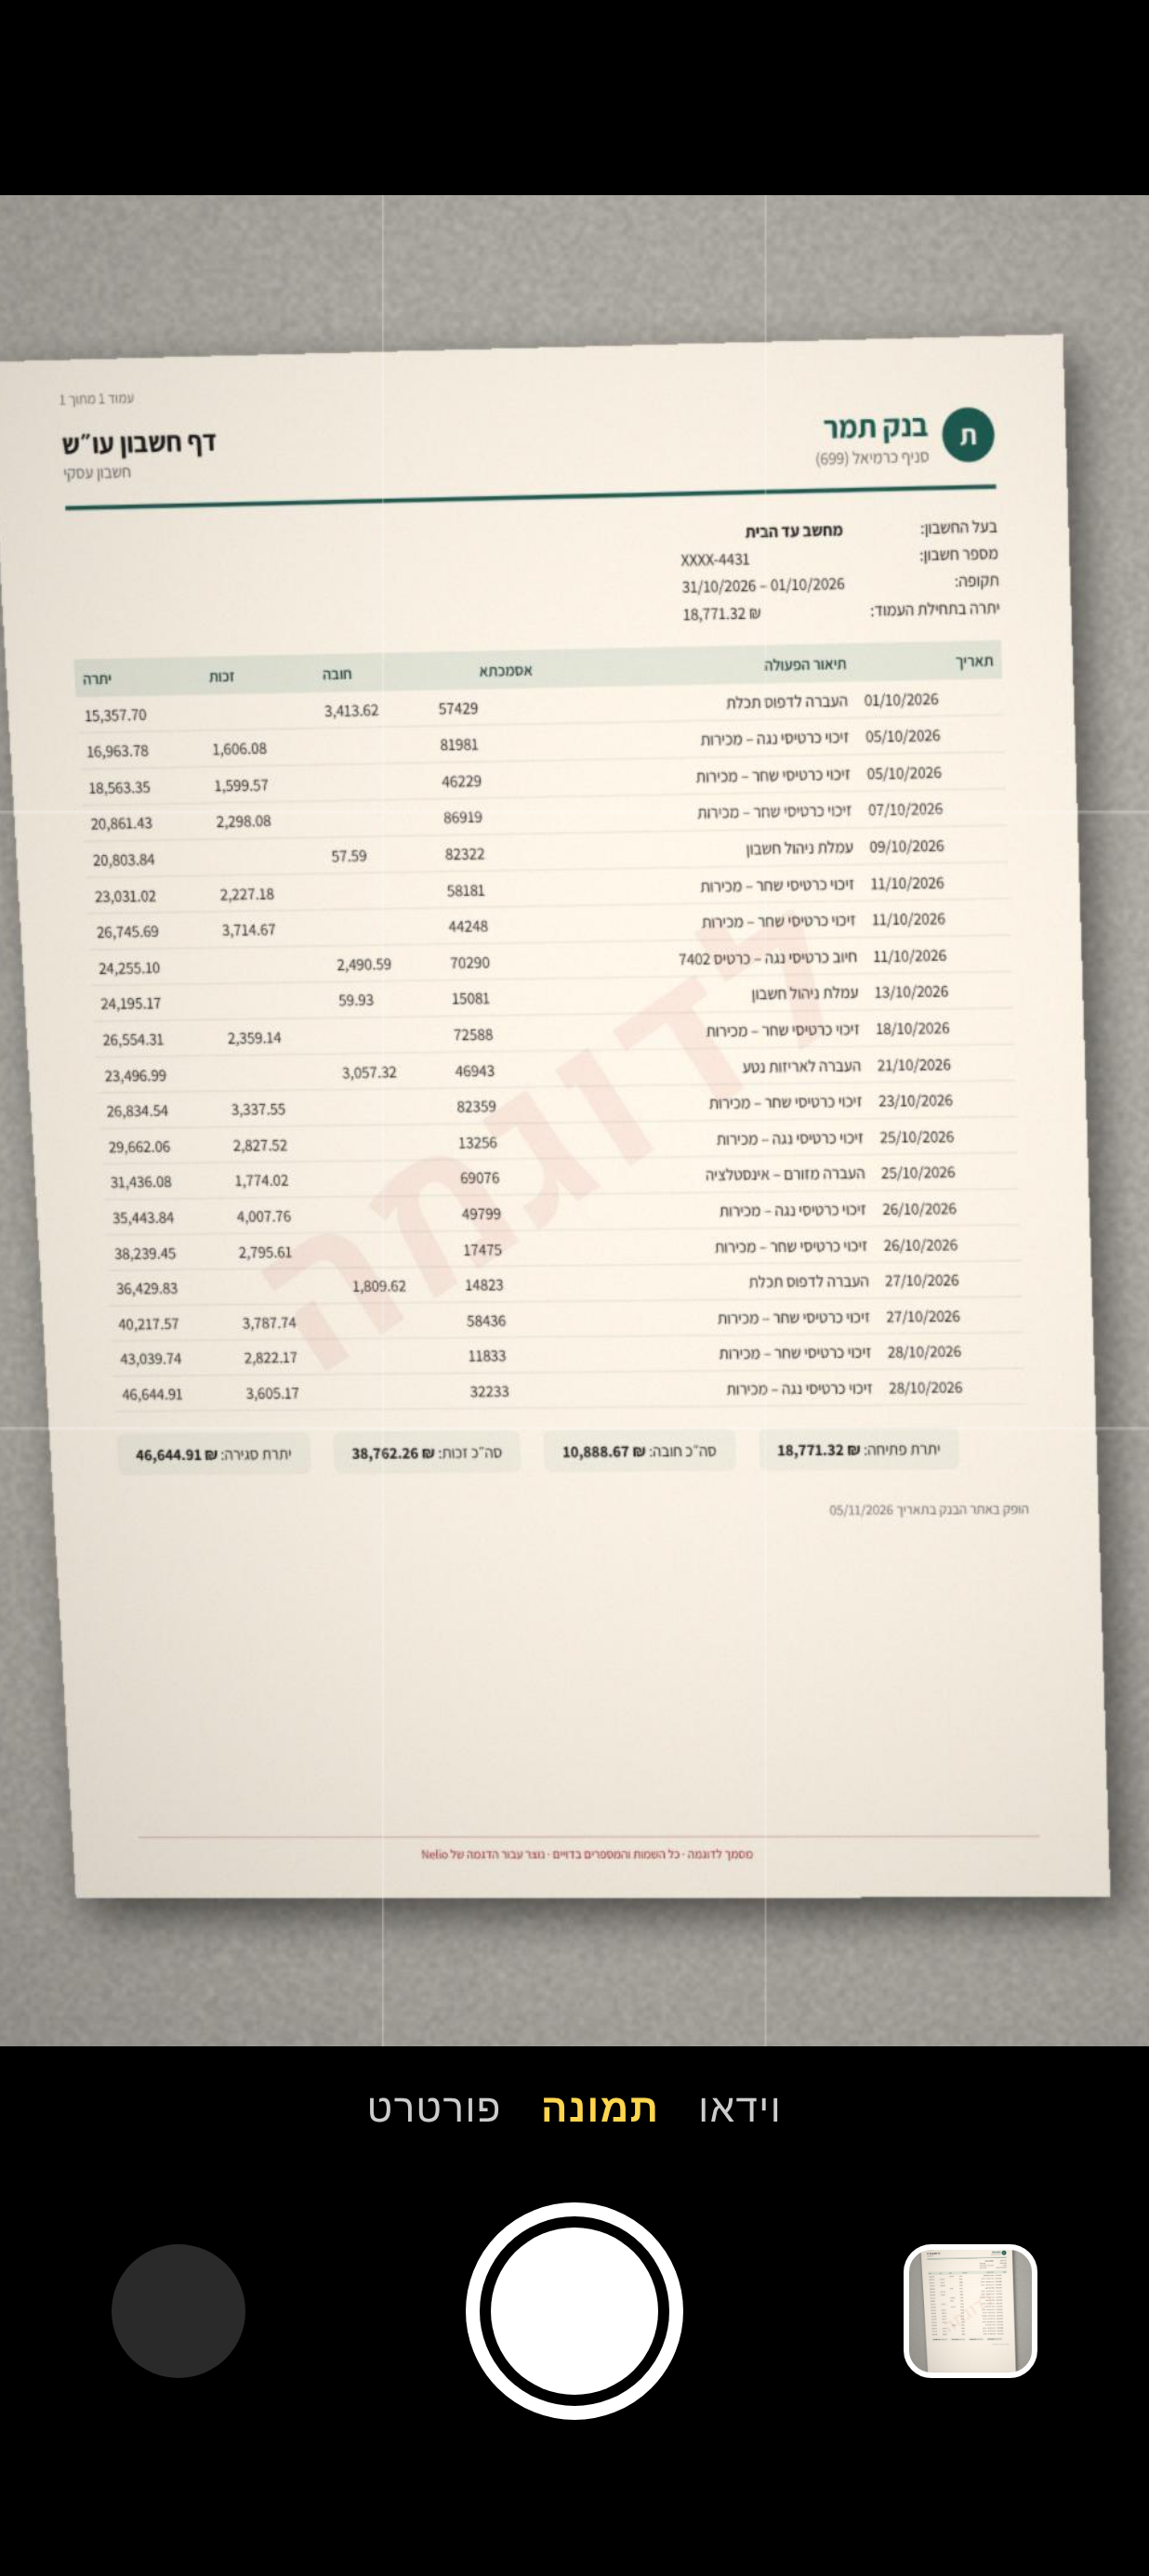 עמוד 1 מתוך 1
ת
בנק תמר
דף חשבון עו״ש
סניף כרמיאל (699)
חשבון עסקי
בעל החשבון: מחשב עד הבית
מספר חשבון: XXXX-4431
תקופה: 01/10/2026 – 31/10/2026
יתרה בתחילת העמוד: ₪ 18,771.32
תאריך תיאור הפעולה אסמכתא חובה זכות יתרה
01/10/2026 העברה לדפוס תכלת 57429 3,413.62 15,357.70
05/10/2026 זיכוי כרטיסי נגה – מכירות 81981 1,606.08 16,963.78
05/10/2026 זיכוי כרטיסי שחר – מכירות 46229 1,599.57 18,563.35
07/10/2026 זיכוי כרטיסי שחר – מכירות 86919 2,298.08 20,861.43
09/10/2026 עמלת ניהול חשבון 82322 57.59 20,803.84
11/10/2026 זיכוי כרטיסי שחר – מכירות 58181 2,227.18 23,031.02
11/10/2026 זיכוי כרטיסי שחר – מכירות 44248 3,714.67 26,745.69
11/10/2026 חיוב כרטיסי נגה – כרטיס 7402 70290 2,490.59 24,255.10
13/10/2026 עמלת ניהול חשבון 15081 59.93 24,195.17
18/10/2026 זיכוי כרטיסי שחר – מכירות 72588 2,359.14 26,554.31
21/10/2026 העברה לאריזות נטע 46943 3,057.32 23,496.99
23/10/2026 זיכוי כרטיסי שחר – מכירות 82359 3,337.55 26,834.54
25/10/2026 זיכוי כרטיסי נגה – מכירות 13256 2,827.52 29,662.06
25/10/2026 העברה מזורם – אינסטלציה 69076 1,774.02 31,436.08
26/10/2026 זיכוי כרטיסי נגה – מכירות 49799 4,007.76 35,443.84
26/10/2026 זיכוי כרטיסי שחר – מכירות 17475 2,795.61 38,239.45
27/10/2026 העברה לדפוס תכלת 14823 1,809.62 36,429.83
27/10/2026 זיכוי כרטיסי שחר – מכירות 58436 3,787.74 40,217.57
28/10/2026 זיכוי כרטיסי שחר – מכירות 11833 2,822.17 43,039.74
28/10/2026 זיכוי כרטיסי נגה – מכירות 32233 3,605.17 46,644.91
לדוגמה
יתרת פתיחה: ₪ 18,771.32 סה״כ חובה: ₪ 10,888.67 סה״כ זכות: ₪ 38,762.26 יתרת סגירה: ₪ 46,644.91
הופק באתר הבנק בתאריך 05/11/2026
מסמך לדוגמה · כל השמות והמספרים בדויים · נוצר עבור הדגמה של Nelio
וידאו תמונה פורטרט